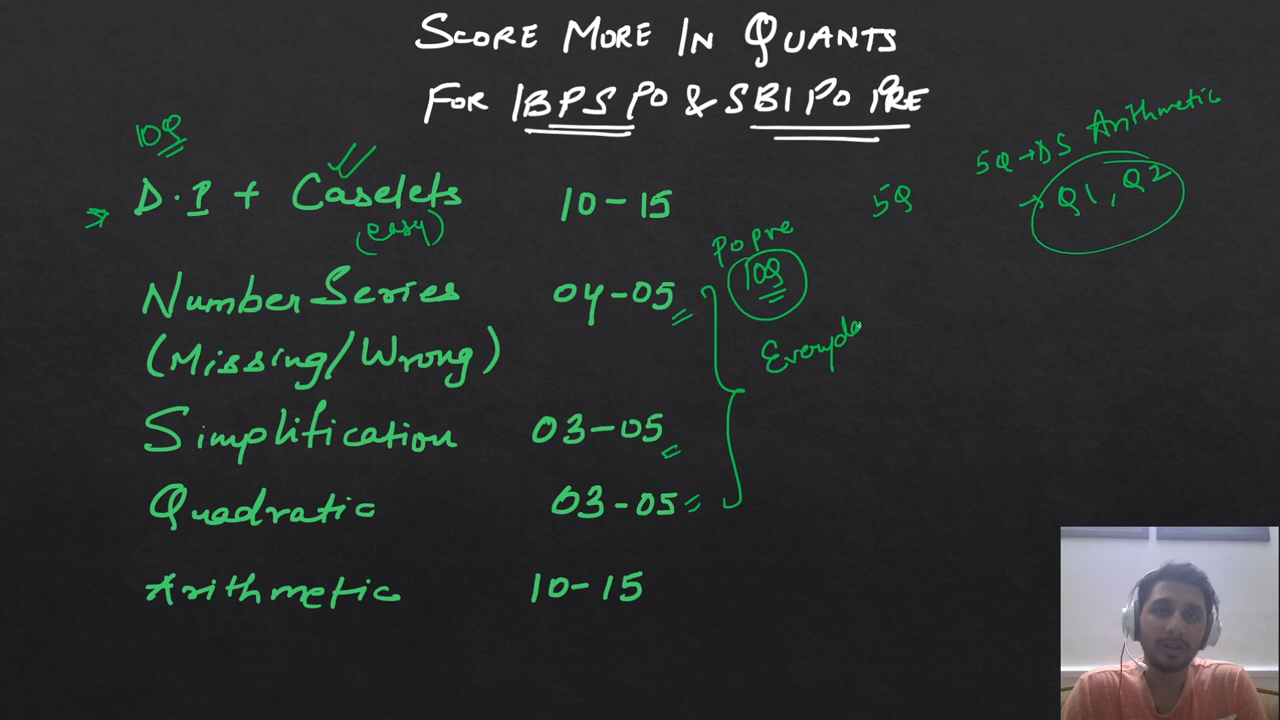 SCORE MORE IN QUANTS
FOR IBPS PO & SBI PO PRE
10Q
D.I + Caselets 10-15
(easy)
5Q
5Q→DS Arithmetic
→ Q1, Q2
Number Series 04-05
(Missing/Wrong)
Po pre
10Q
Everyda
Simplification 03-05
Quadratic 03-05
Arithmetic 10-15